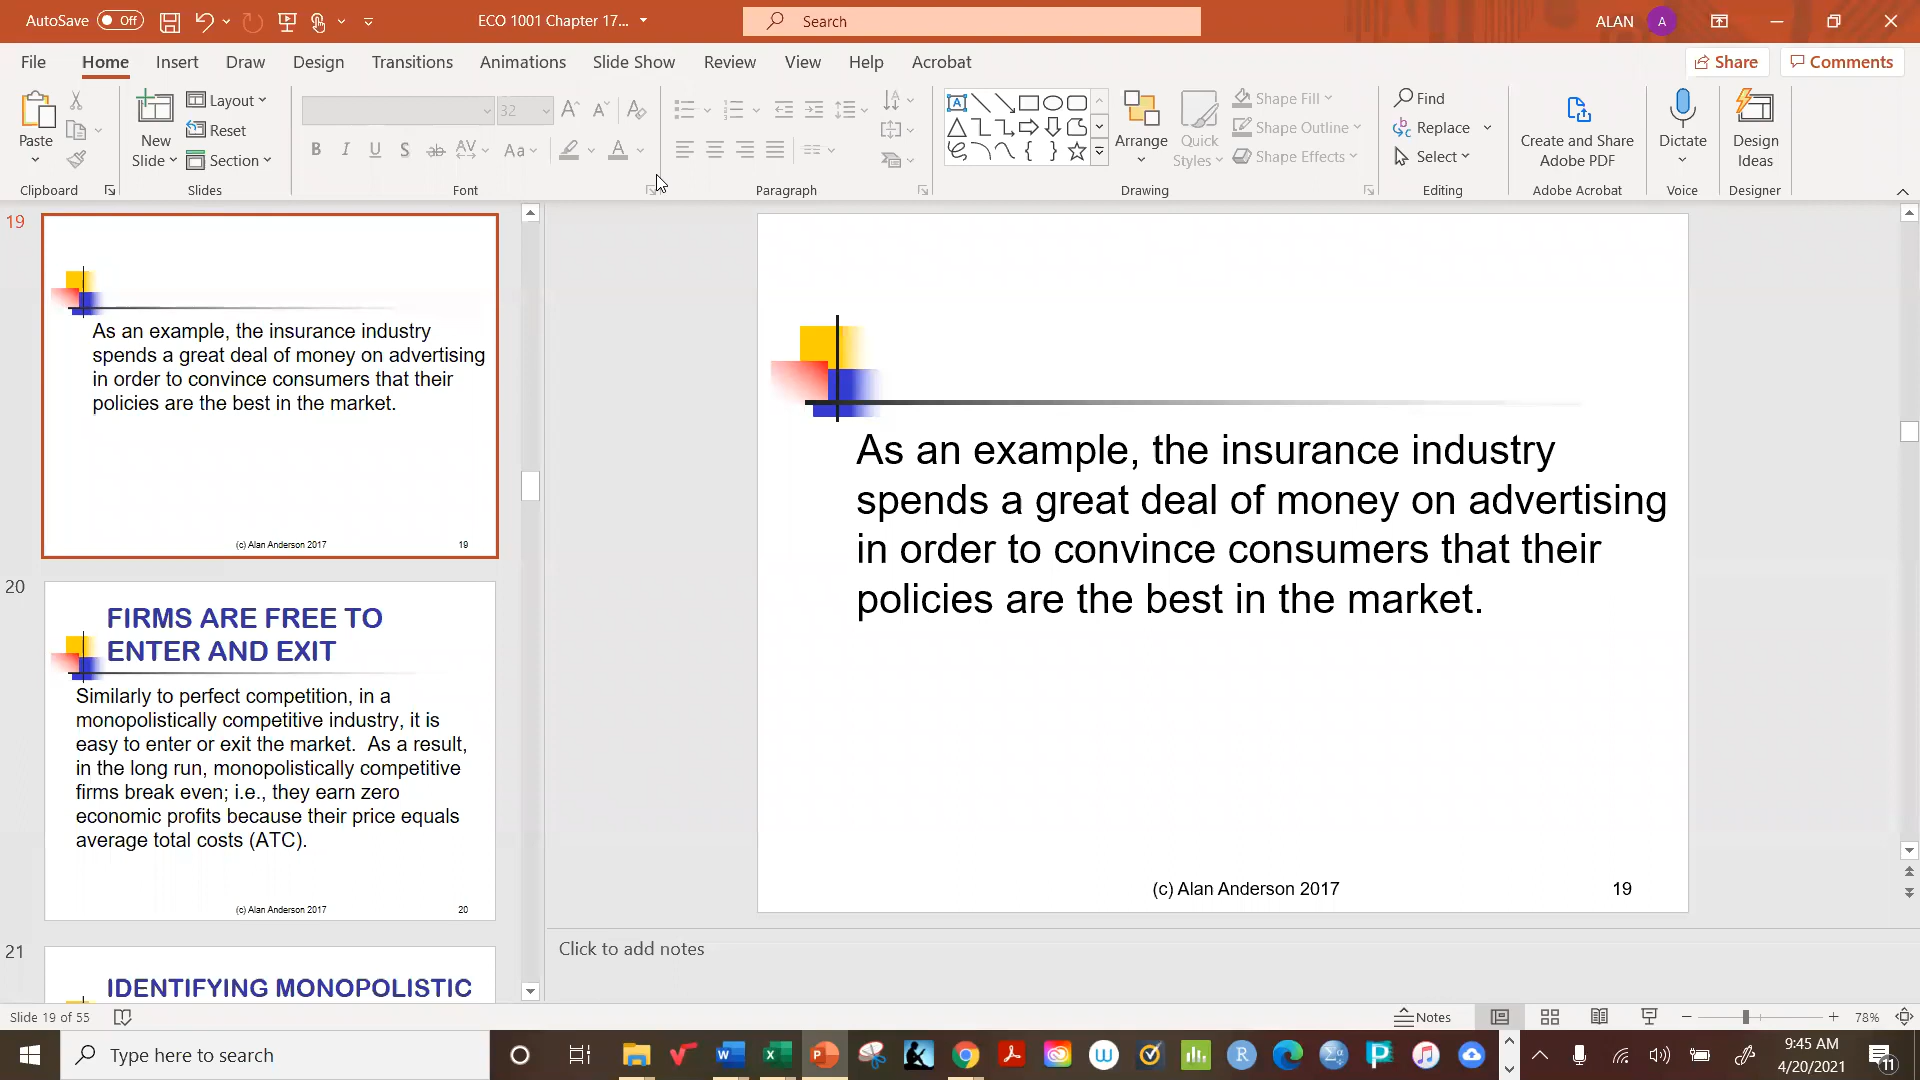 AutoSave Off
ECO 1001 Chapter 17...
Search
ALAN A
File Home Insert Draw Design Transitions Animations Slide Show Review View Help Acrobat
Share Comments
Paste
New Slide
Layout
Reset
Section
32
B I U S ab AV Aa A
Arrange
Quick Styles
Shape Fill
Shape Outline
Shape Effects
Find
Replace
Select
Create and Share Adobe PDF
Dictate
Design Ideas
Clipboard Slides Font Paragraph Drawing Editing Adobe Acrobat Voice Designer
19
As an example, the insurance industry
spends a great deal of money on advertising
in order to convince consumers that their
policies are the best in the market.
(c) Alan Anderson 2017 19
20
FIRMS ARE FREE TO
ENTER AND EXIT
Similarly to perfect competition, in a
monopolistically competitive industry, it is
easy to enter or exit the market. As a result,
in the long run, monopolistically competitive
firms break even; i.e., they earn zero
economic profits because their price equals
average total costs (ATC).
(c) Alan Anderson 2017 20
21
IDENTIFYING MONOPOLISTIC
As an example, the insurance industry
spends a great deal of money on advertising
in order to convince consumers that their
policies are the best in the market.
(c) Alan Anderson 2017 19
Click to add notes
Slide 19 of 55
Notes
78%
Type here to search
9:45 AM
4/20/2021
11